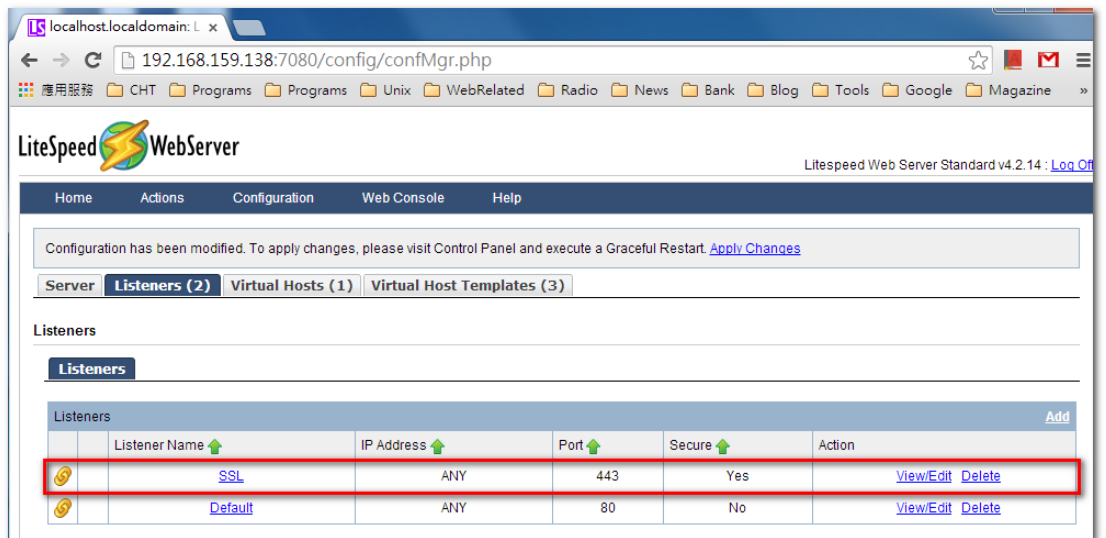 LS localhost.localdomain: L x
192.168.159.138:7080/config/confMgr.php
應用服務 CHT Programs Programs Unix WebRelated Radio News Bank Blog Tools Google Magazine »
LiteSpeed WebServer
Litespeed Web Server Standard v4.2.14 : Log Off
Home Actions Configuration Web Console Help
Configuration has been modified. To apply changes, please visit Control Panel and execute a Graceful Restart. Apply Changes
Server Listeners (2) Virtual Hosts (1) Virtual Host Templates (3)
Listeners
Listeners
Listeners Add
Listener Name IP Address Port Secure Action
SSL ANY 443 Yes View/Edit Delete
Default ANY 80 No View/Edit Delete